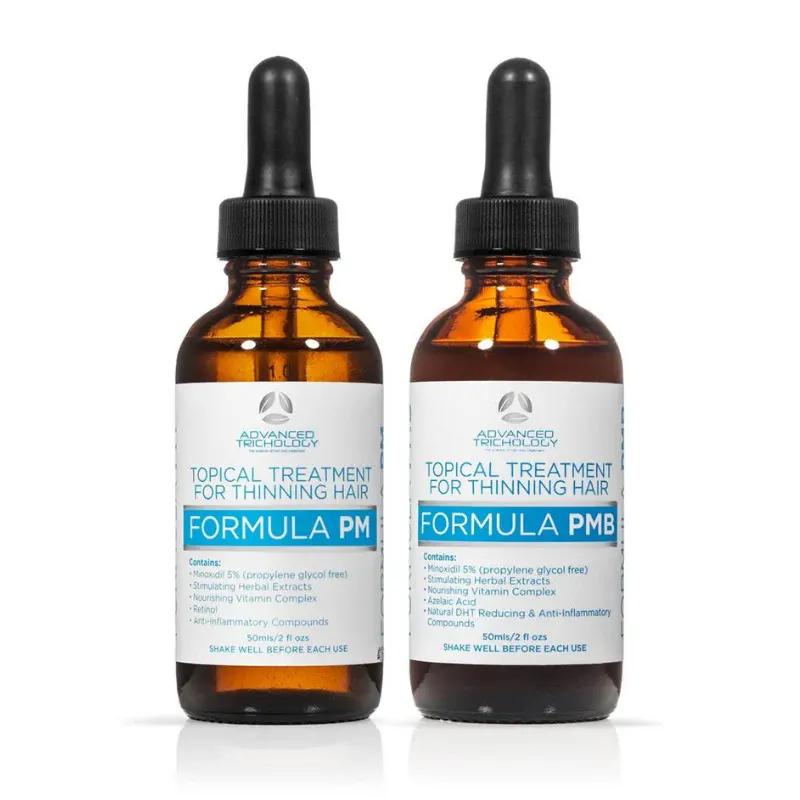 ADVANCED
TRICHOLOGY
TOPICAL TREATMENT
FOR THINNING HAIR
FORMULA PM
Contains:
• Minoxidil 5% (propylene glycol free)
• Stimulating Herbal Extracts
• Nourishing Vitamin Complex
• Retinol
• Anti-Inflammatory Compounds
50mls/2 fl ozs
SHAKE WELL BEFORE EACH USE
ADVANCED
TRICHOLOGY
TOPICAL TREATMENT
FOR THINNING HAIR
FORMULA PMB
Contains:
• Minoxidil 5% (propylene glycol free)
• Stimulating Herbal Extracts
• Nourishing Vitamin Complex
• Azelaic Acid
• Natural DHT Reducing & Anti-Inflammatory
Compounds
50mls/2 fl ozs
SHAKE WELL BEFORE EACH USE